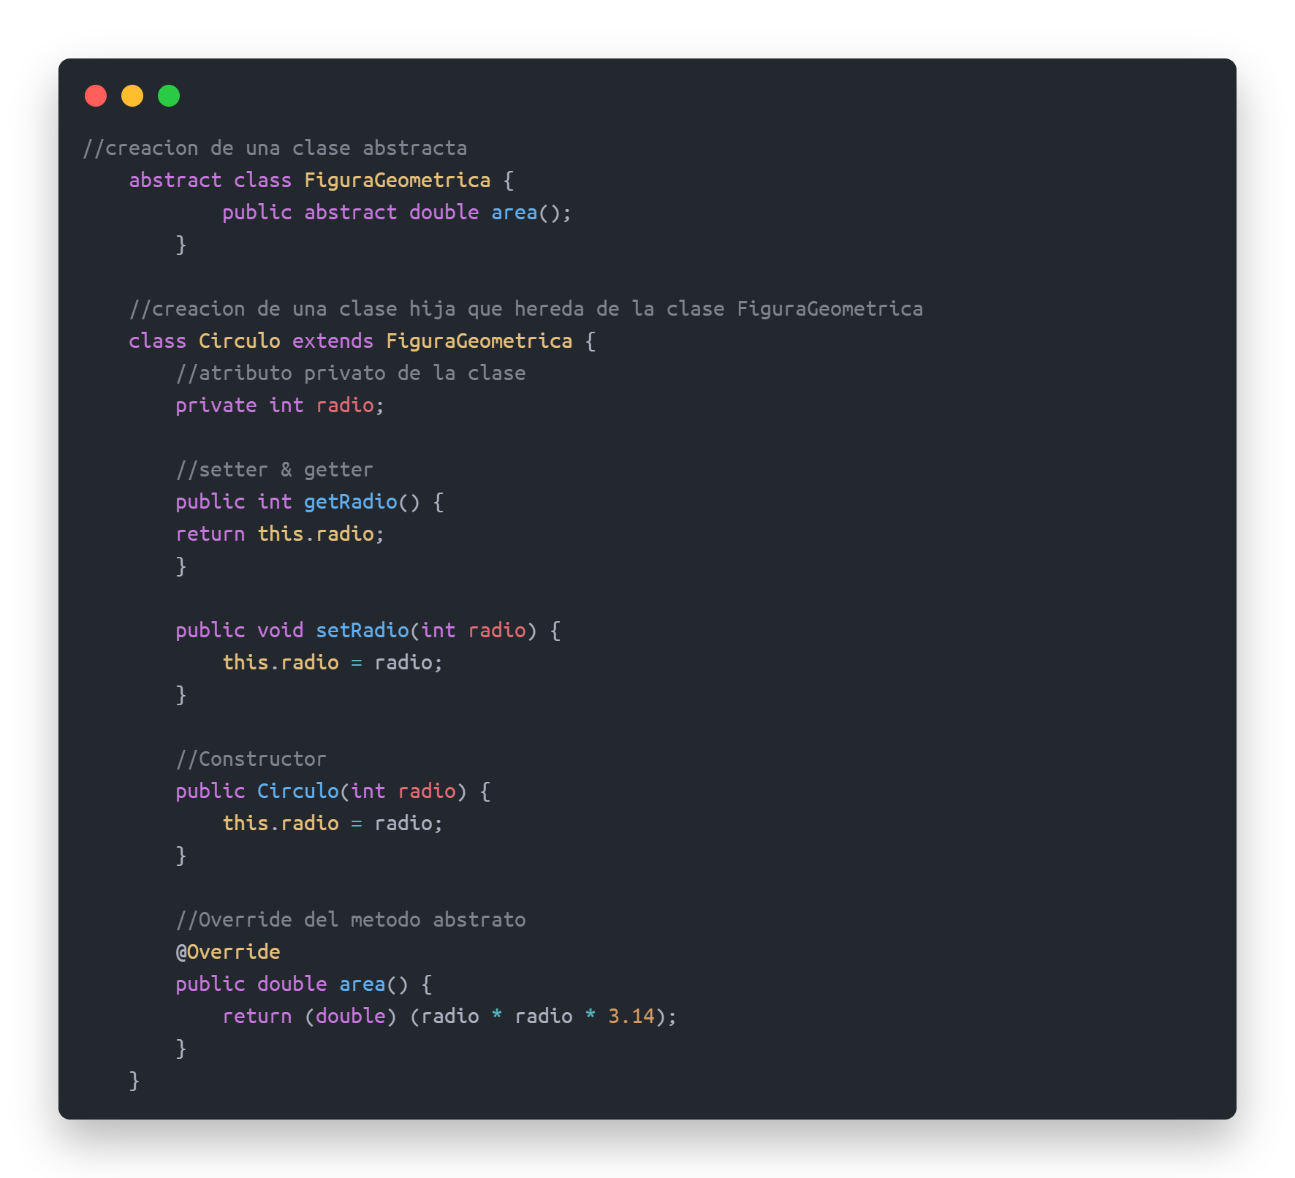 //creacion de una clase abstracta
    abstract class FiguraGeometrica {
            public abstract double area();
        }

    //creacion de una clase hija que hereda de la clase FiguraGeometrica
    class Circulo extends FiguraGeometrica {
        //atributo privato de la clase
        private int radio;

        //setter & getter
        public int getRadio() {
        return this.radio;
        }

        public void setRadio(int radio) {
            this.radio = radio;
        }

        //Constructor
        public Circulo(int radio) {
            this.radio = radio;
        }

        //Override del metodo abstrato
        @Override
        public double area() {
            return (double) (radio * radio * 3.14);
        }
    }